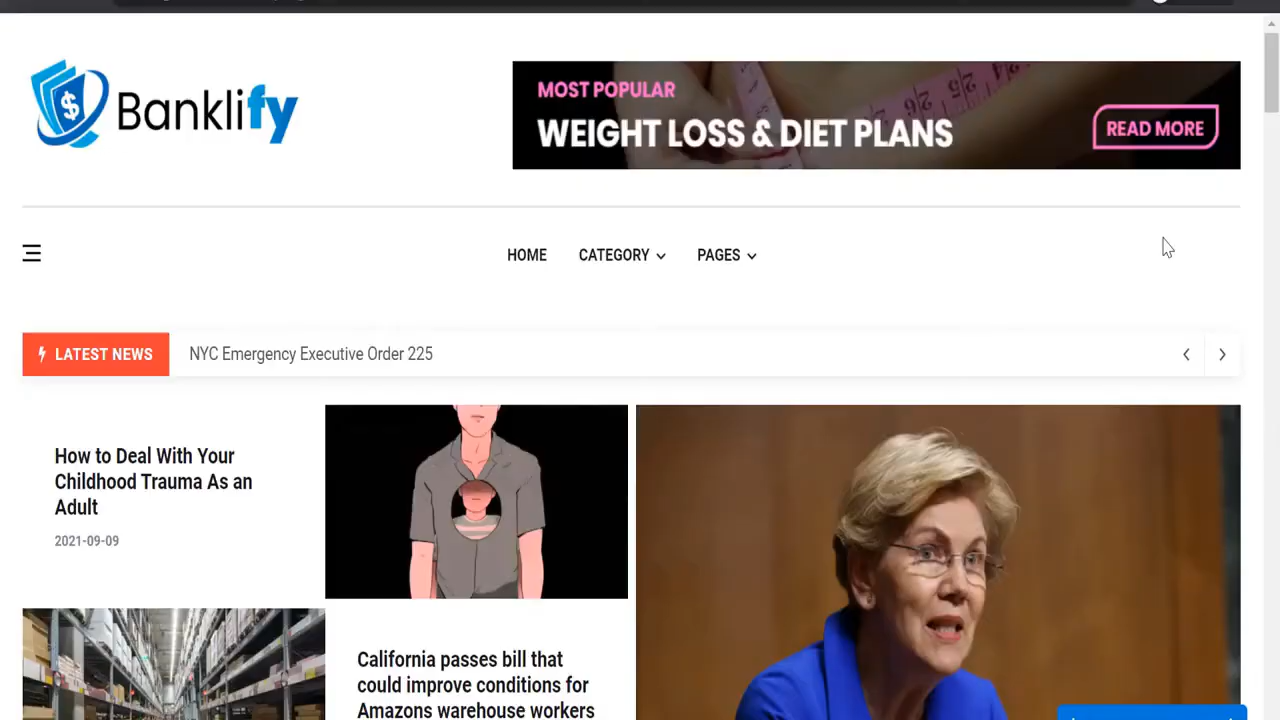 Banklify
MOST POPULAR
WEIGHT LOSS & DIET PLANS
READ MORE
HOME CATEGORY PAGES
LATEST NEWS NYC Emergency Executive Order 225
How to Deal With Your
Childhood Trauma As an
Adult
2021-09-09
California passes bill that
could improve conditions for
Amazons warehouse workers